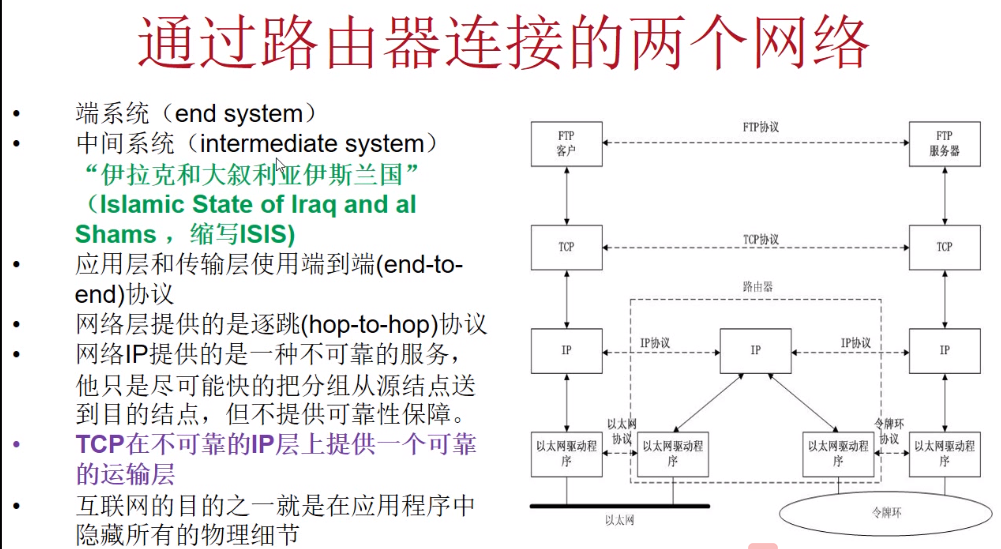 通过路由器连接的两个网络
• 端系统（end system）
• 中间系统（intermediate system）
“伊拉克和大叙利亚伊斯兰国”
（Islamic State of Iraq and al
Shams ，缩写ISIS)
• 应用层和传输层使用端到端(end-to-
end)协议
• 网络层提供的是逐跳(hop-to-hop)协议
• 网络IP提供的是一种不可靠的服务，
他只是尽可能快的把分组从源结点送
到目的结点，但不提供可靠性保障。
• TCP在不可靠的IP层上提供一个可靠
的运输层
• 互联网的目的之一就是在应用程序中
隐藏所有的物理细节
FTP
客户
FTP协议
FTP
服务器
TCP
TCP协议
TCP
路由器
IP
IP协议
IP
IP协议
IP
以太网驱动程
序
以太网
协议
以太网驱动程
序
以太网驱动程
序
令牌环
协议
以太网驱动程
序
以太网
令牌环